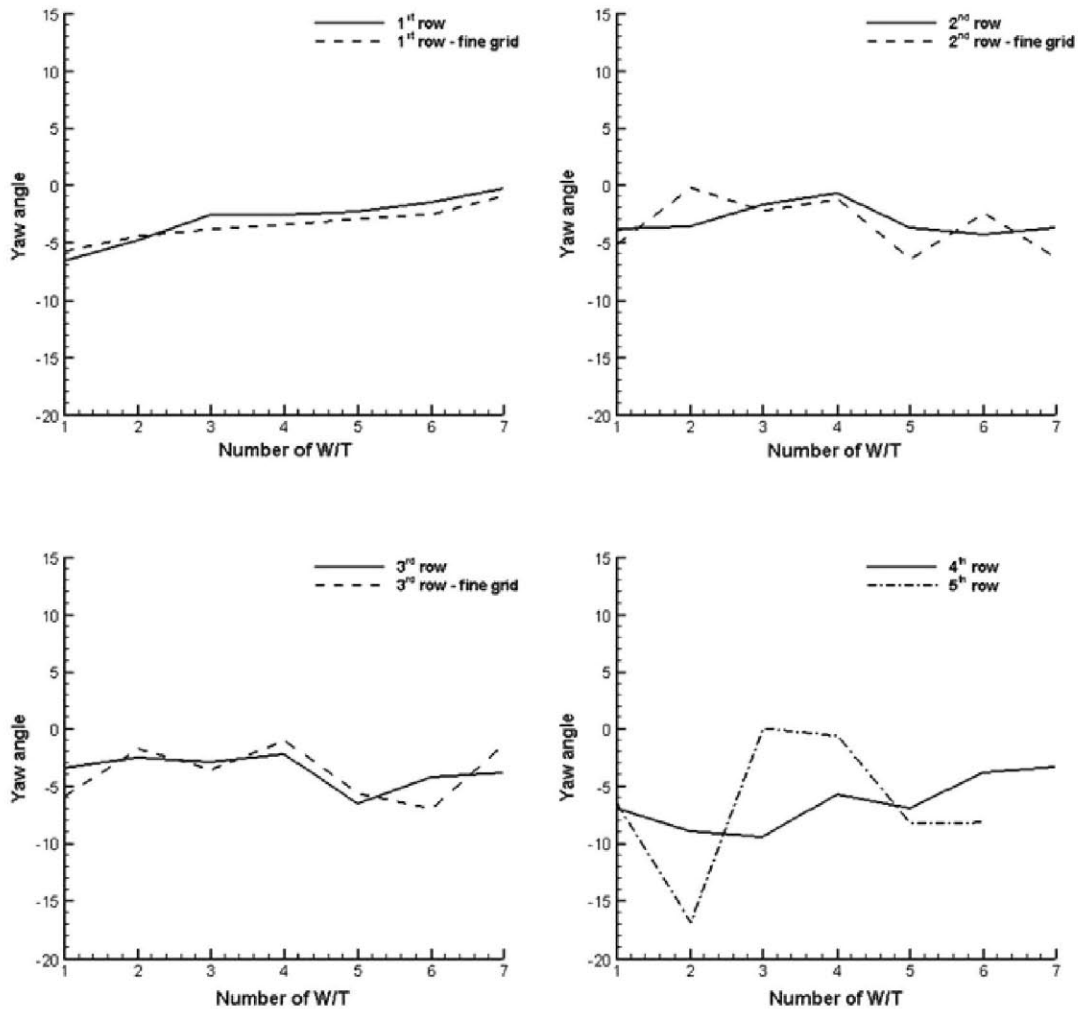 1st row
1st row - fine grid
15
10
5
0
-5
-10
-15
-20
Yaw angle
1 2 3 4 5 6 7
Number of W/T
2nd row
2nd row - fine grid
15
10
5
0
-5
-10
-15
-20
Yaw angle
1 2 3 4 5 6 7
Number of W/T
3rd row
3rd row - fine grid
15
10
5
0
-5
-10
-15
-20
Yaw angle
1 2 3 4 5 6 7
Number of W/T
4th row
5th row
15
10
5
0
-5
-10
-15
-20
Yaw angle
1 2 3 4 5 6 7
Number of W/T